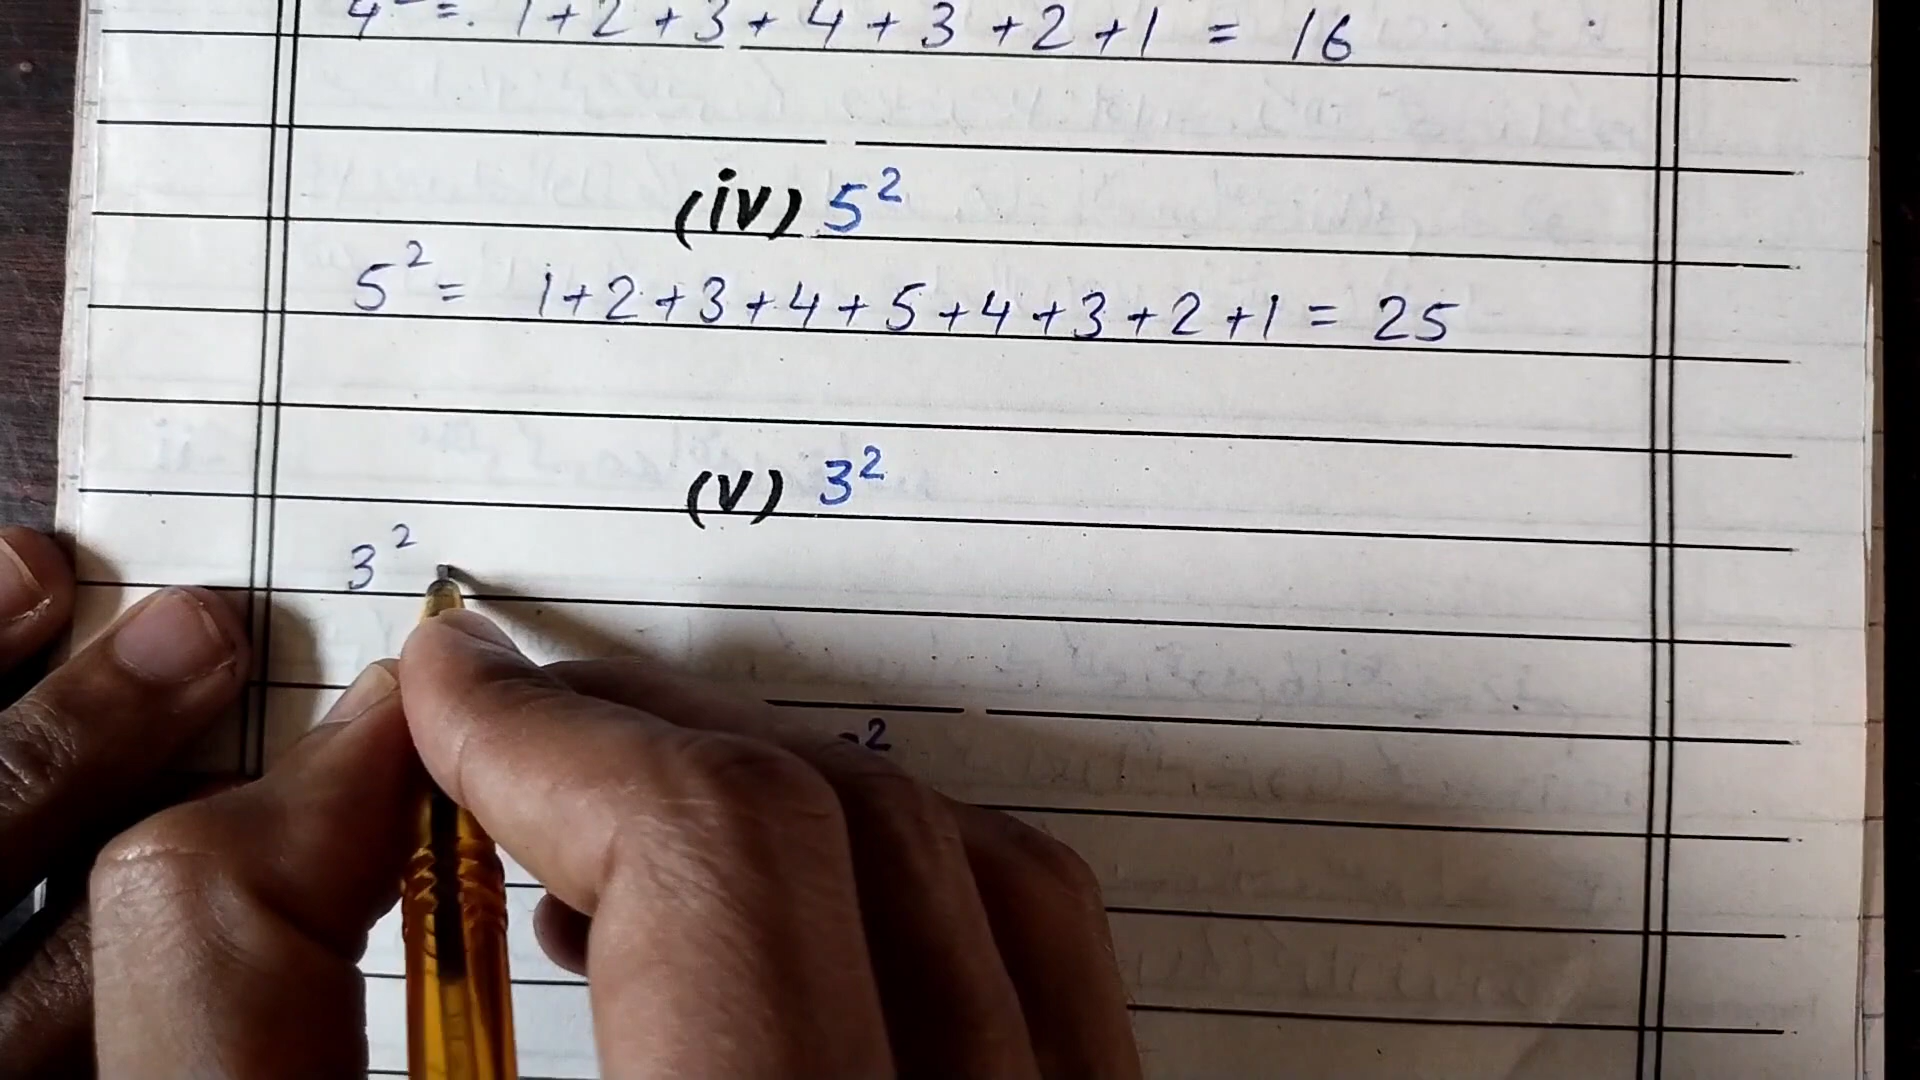 4² = 1+2+3+4+3+2+1 = 16
(iv) 5²
5² = 1+2+3+4+5+4+3+2+1 = 25
(v) 3²
3²
²